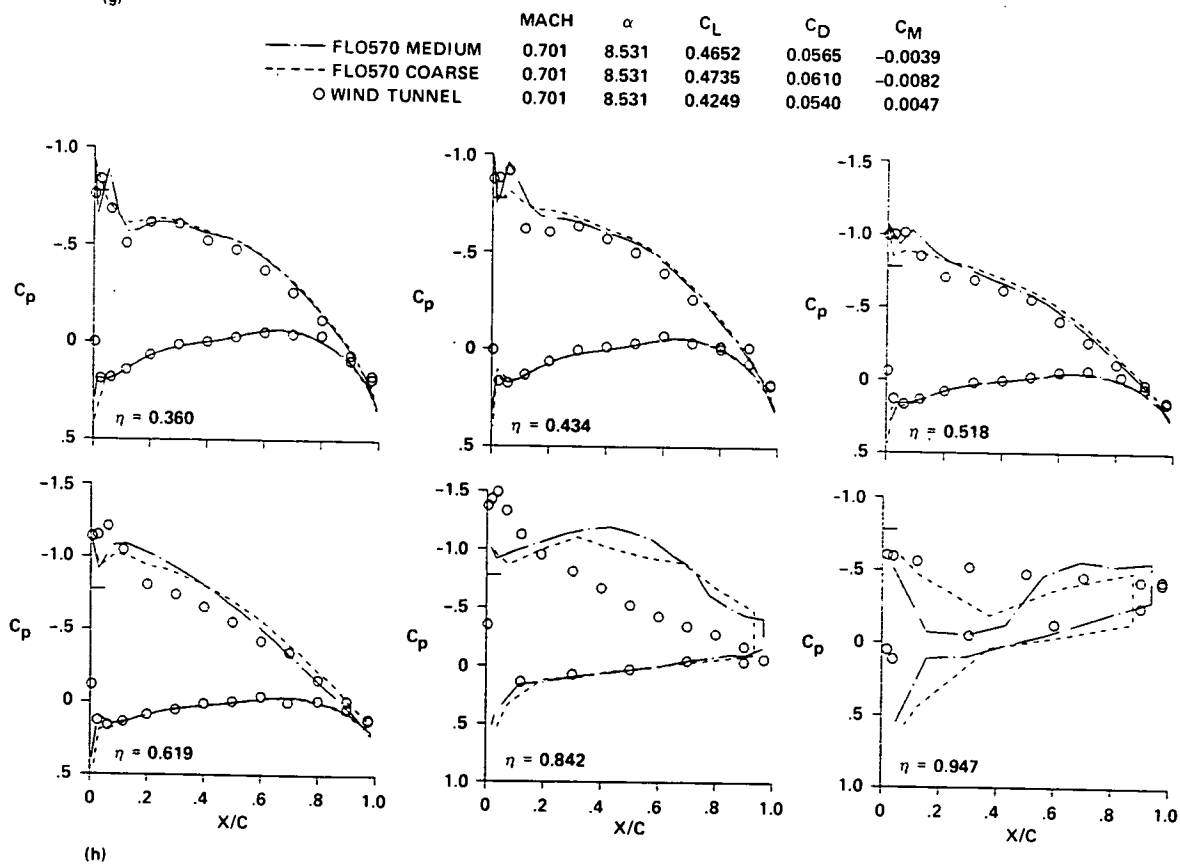 (g)
MACH α C_L C_D C_M
FLO570 MEDIUM 0.701 8.531 0.4652 0.0565 –0.0039
FLO570 COARSE 0.701 8.531 0.4735 0.0610 –0.0082
WIND TUNNEL 0.701 8.531 0.4249 0.0540 0.0047
–1.0
–.5
C_p
0
.5
η = 0.360
–1.0
–.5
C_p
0
.5
η = 0.434
–1.5
–1.0
–.5
C_p
0
.5
η = 0.518
–1.5
–1.0
C_p
–.5
0
.5
η = 0.619
0 .2 .4 .6 .8 1.0
X/C
–1.5
–1.0
C_p
–.5
0
.5
1.0
η = 0.842
0 .2 .4 .6 .8 1.0
X/C
–1.0
–.5
C_p
0
.5
1.0
η = 0.947
0 .2 .4 .6 .8 1.0
X/C
(h)